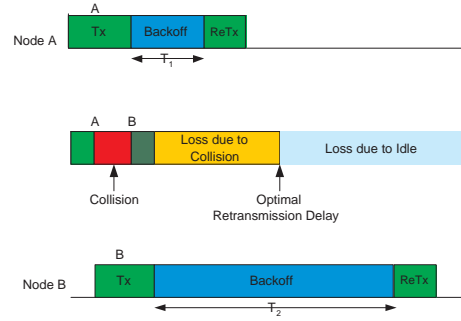 A
Node A
Tx
Backoff
ReTx
T1
A
B
Loss due to
Collision
Loss due to Idle
Collision
Optimal
Retransmission Delay
B
Node B
Tx
Backoff
ReTx
T2